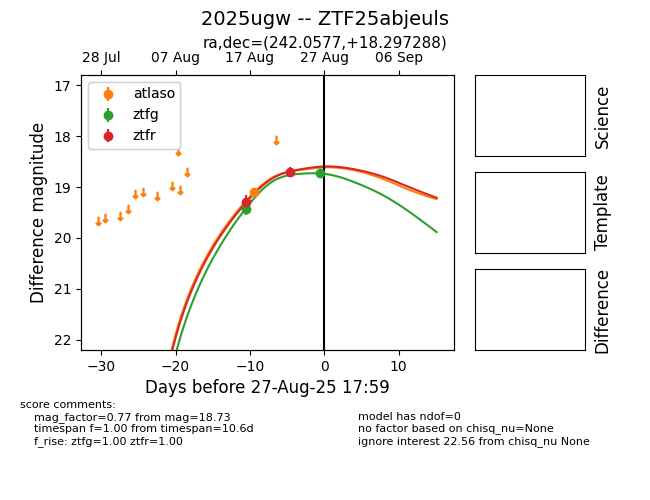 2025ugw -- ZTF25abjeuls
ra,dec=(242.0577,+18.297288)
28 Jul 07 Aug 17 Aug 27 Aug 06 Sep
17
18
19
20
21
22
Difference magnitude
atlaso
ztfg
ztfr
Science
Template
Difference
−30 −20 −10 0 10
Days before 27-Aug-25 17:59
score comments:
mag_factor=0.77 from mag=18.73
timespan f=1.00 from timespan=10.6d
f_rise: ztfg=1.00 ztfr=1.00
model has ndof=0
no factor based on chisq_nu=None
ignore interest 22.56 from chisq_nu None